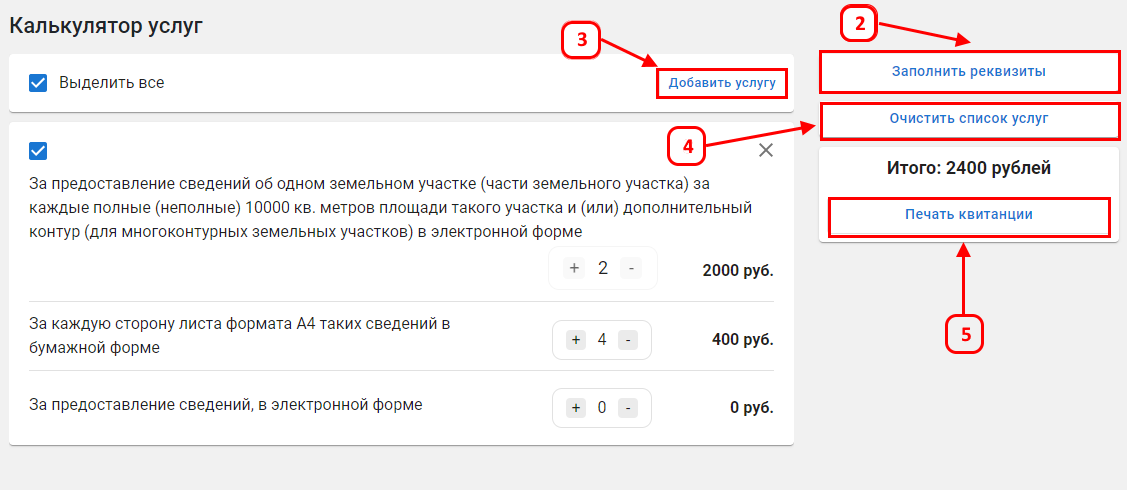 Калькулятор услуг
2
3
Выделить все
Добавить услугу
Заполнить реквизиты
Очистить список услуг
4
Итого: 2400 рублей
Печать квитанции
5
За предоставление сведений об одном земельном участке (части земельного участка) за
каждые полные (неполные) 10000 кв. метров площади такого участка и (или) дополнительный
контур (для многоконтурных земельных участков) в электронной форме
+ 2 - 2000 руб.
За каждую сторону листа формата А4 таких сведений в
бумажной форме
+ 4 - 400 руб.
За предоставление сведений, в электронной форме
+ 0 - 0 руб.